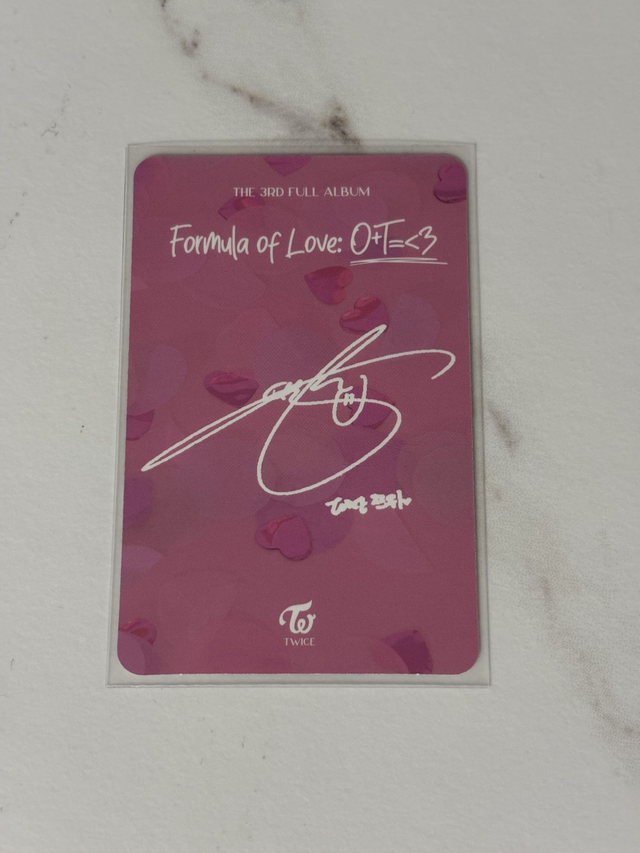 THE 3RD FULL ALBUM
Formula of Love: O+T=<3
TWICE